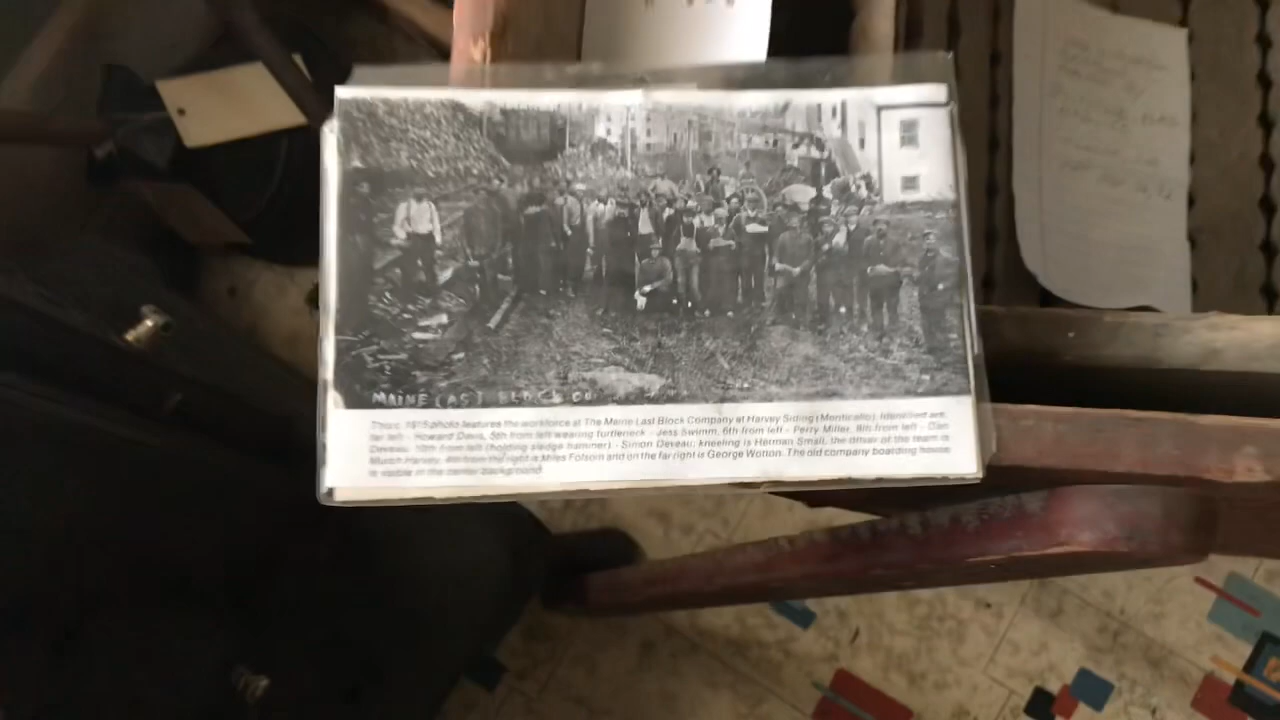 MAINE LAST BLOCK CO
This c. 1915 photo features the workforce at The Maine Last Block Company at Harvey Siding (Monticello). Identified are,
far left - Howard Davis, 5th from left wearing turtleneck - Jess Swimm, 6th from left - Perry Miller, 8th from left - Dan
Deveau, 10th from left (holding sledge hammer) - Simon Deveau, kneeling is Herman Small, the driver of the team is
Harvey, from the right is Miles Folsom and on the far right is George Worton. The old company boarding house
is visible in the center background.